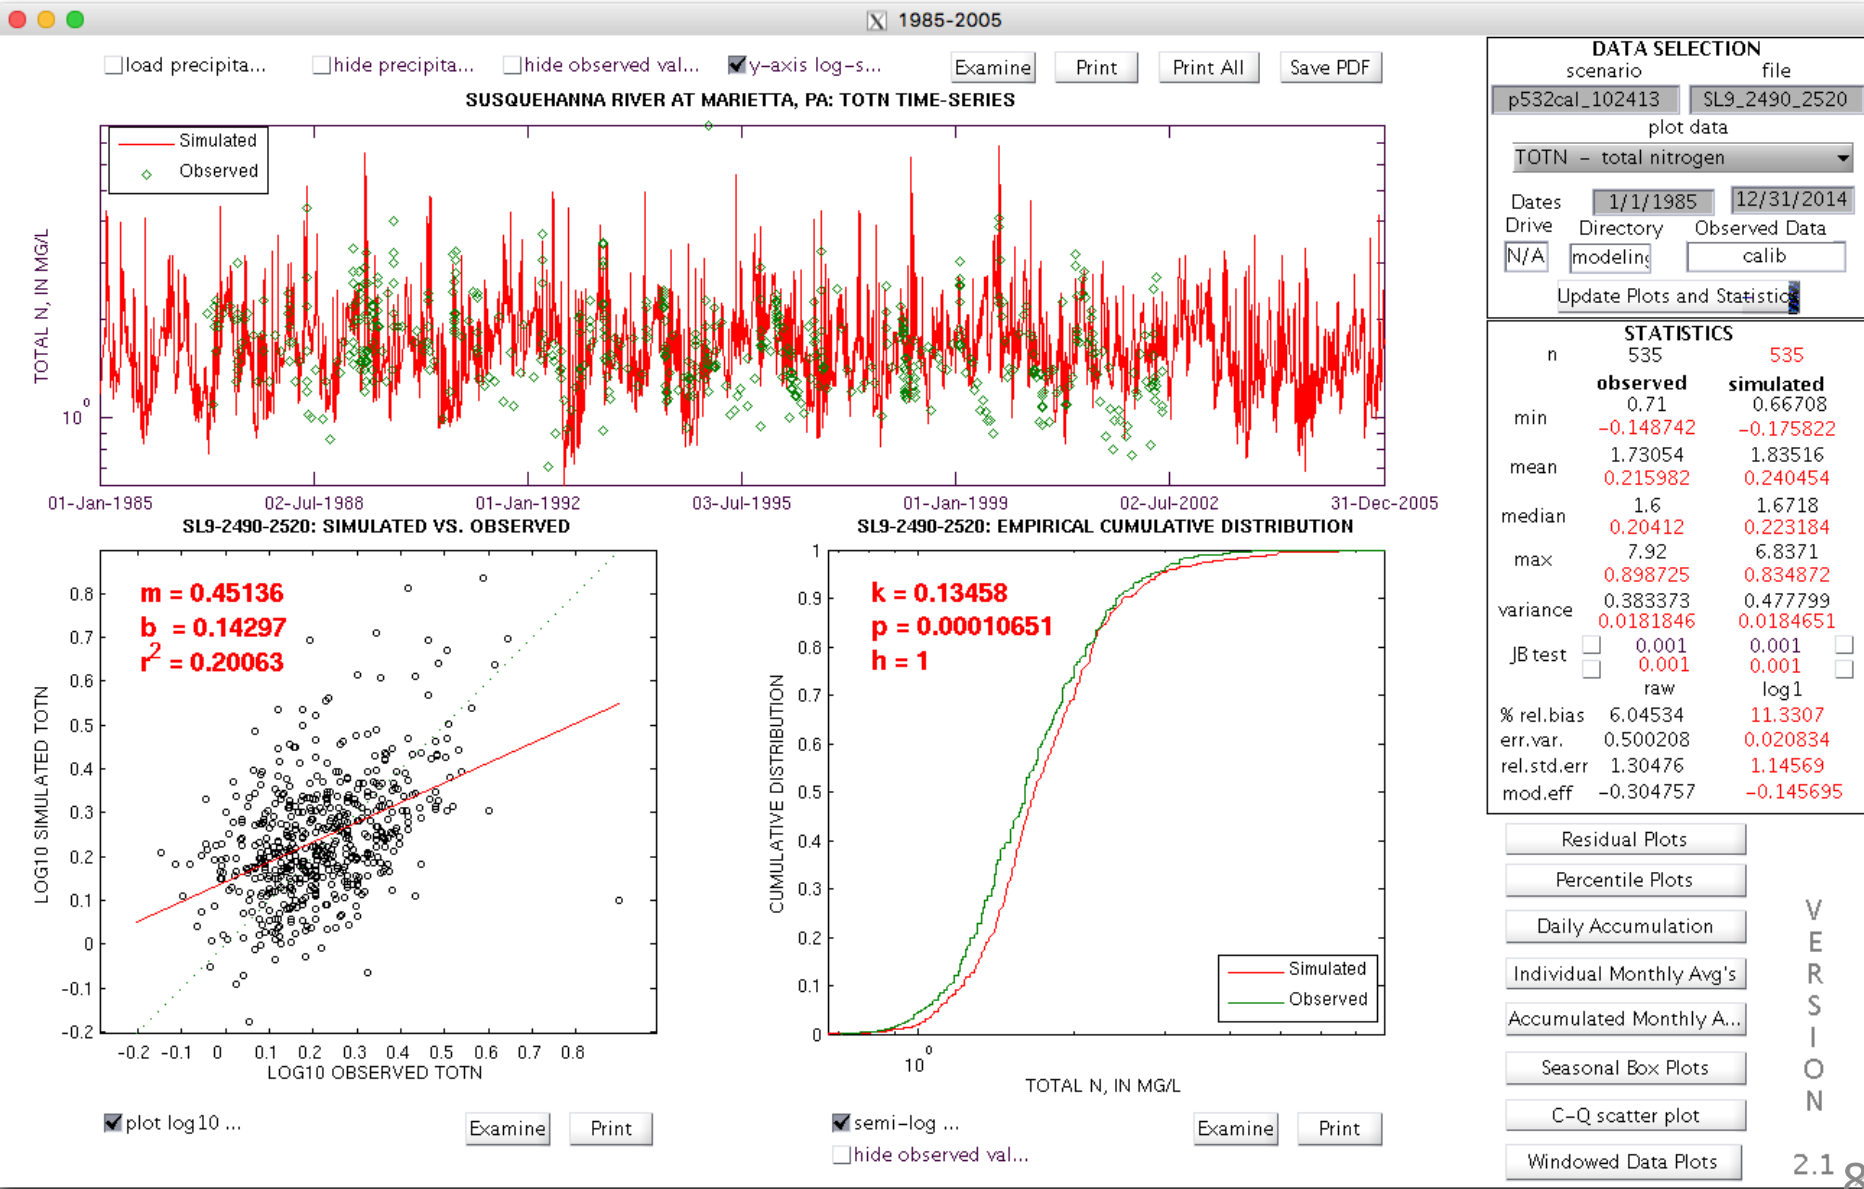 1985-2005
load precipita...
hide precipita...
hide observed val...
y-axis log-s...
Examine
Print
Print All
Save PDF
SUSQUEHANNA RIVER AT MARIETTA, PA: TOTN TIME-SERIES
Simulated
Observed
TOTAL N, IN MG/L
10^0
01-Jan-1985 02-Jul-1988 01-Jan-1992 03-Jul-1995 01-Jan-1999 02-Jul-2002 31-Dec-2005
SL9-2490-2520: SIMULATED VS. OBSERVED
m = 0.45136
b = 0.14297
r^2 = 0.20063
LOG10 SIMULATED TOTN
0.8
0.7
0.6
0.5
0.4
0.3
0.2
0.1
0
-0.1
-0.2
-0.2 -0.1 0 0.1 0.2 0.3 0.4 0.5 0.6 0.7 0.8
LOG10 OBSERVED TOTN
plot log10 ...
Examine
Print
SL9-2490-2520: EMPIRICAL CUMULATIVE DISTRIBUTION
k = 0.13458
p = 0.00010651
h = 1
CUMULATIVE DISTRIBUTION
1
0.9
0.8
0.7
0.6
0.5
0.4
0.3
0.2
0.1
0
Simulated
Observed
10^0
TOTAL N, IN MG/L
semi-log ...
hide observed val...
Examine
Print
DATA SELECTION
scenario file
p532cal_102413 SL9_2490_2520
plot data
TOTN - total nitrogen
Dates 1/1/1985 12/31/2014
Drive Directory Observed Data
N/A modeling calib
Update Plots and Statistics
STATISTICS
n 535 535
observed simulated
min 0.71 0.66708
-0.148742 -0.175822
mean 1.73054 1.83516
0.215982 0.240454
median 1.6 1.6718
0.20412 0.223184
max 7.92 6.8371
0.898725 0.834872
variance 0.383373 0.477799
0.0181846 0.0184651
JB test 0.001 0.001
0.001 0.001
raw log1
% rel.bias 6.04534 11.3307
err.var. 0.500208 0.020834
rel.std.err 1.30476 1.14569
mod.eff -0.304757 -0.145695
Residual Plots
Percentile Plots
Daily Accumulation
Individual Monthly Avg's
Accumulated Monthly A...
Seasonal Box Plots
C-Q scatter plot
Windowed Data Plots
VERSION
2.1
8